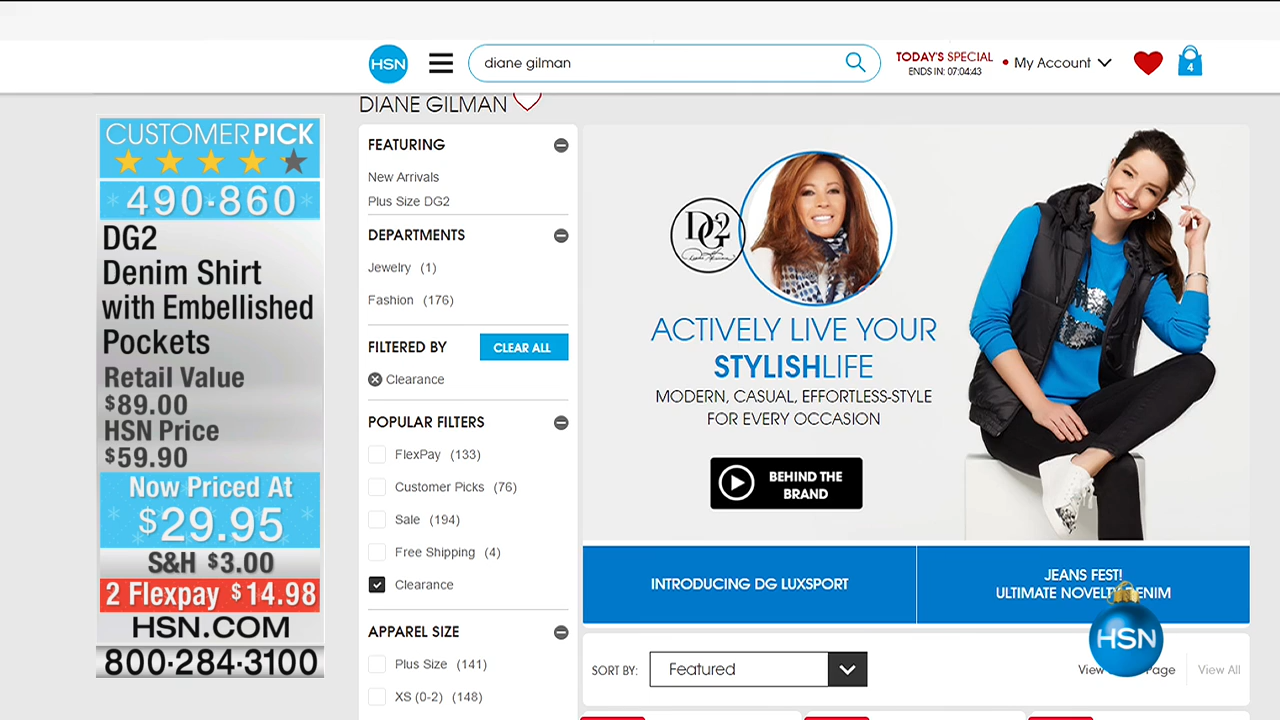 HSN
diane gilman
TODAY'S SPECIAL
ENDS IN: 07:04:43
My Account
4
DIANE GILMAN
CUSTOMER PICK
490-860
DG2
Denim Shirt
with Embellished
Pockets
Retail Value
$89.00
HSN Price
$59.90
Now Priced At
$29.95
S&H $3.00
2 Flexpay $14.98
HSN.COM
800-284-3100
FEATURING
New Arrivals
Plus Size DG2
DEPARTMENTS
Jewelry (1)
Fashion (176)
FILTERED BY
CLEAR ALL
Clearance
POPULAR FILTERS
FlexPay (133)
Customer Picks (76)
Sale (194)
Free Shipping (4)
Clearance
APPAREL SIZE
Plus Size (141)
XS (0-2) (148)
DG2
ACTIVELY LIVE YOUR
STYLISHLIFE
MODERN, CASUAL, EFFORTLESS-STYLE
FOR EVERY OCCASION
BEHIND THE
BRAND
INTRODUCING DG LUXSPORT
JEANS FEST!
ULTIMATE NOVELTY DENIM
SORT BY:
Featured
View
Page
View All
HSN